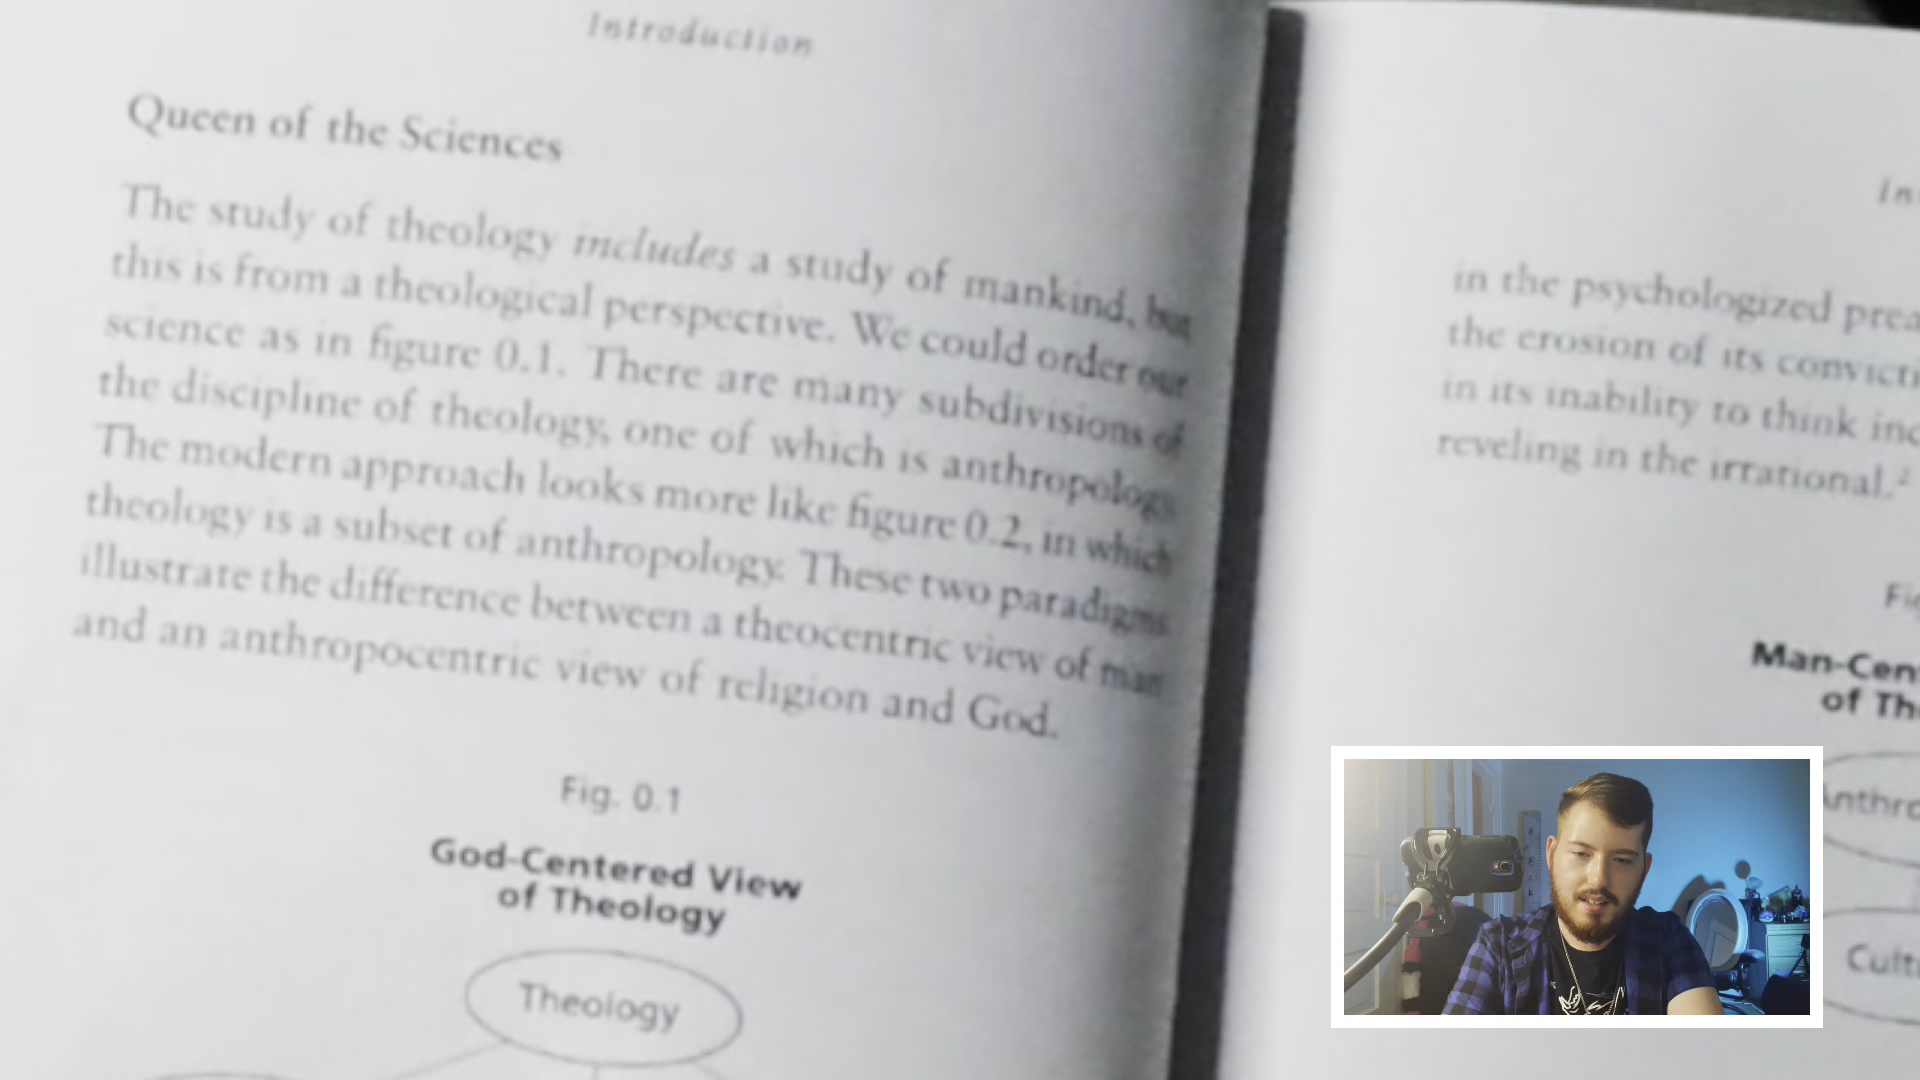 Introduction
Queen of the Sciences
The study of theology includes a study of mankind, but
this is from a theological perspective. We could order our
science as in figure 0.1. There are many subdivisions of
the discipline of theology, one of which is anthropology.
The modern approach looks more like figure 0.2, in which
theology is a subset of anthropology. These two paradigms
illustrate the difference between a theocentric view of man
and an anthropocentric view of religion and God.
Fig. 0.1
God-Centered View
of Theology
Theology
in the psychologized
the erosion of its
in its inability to think
reveling in the irrational.²
of